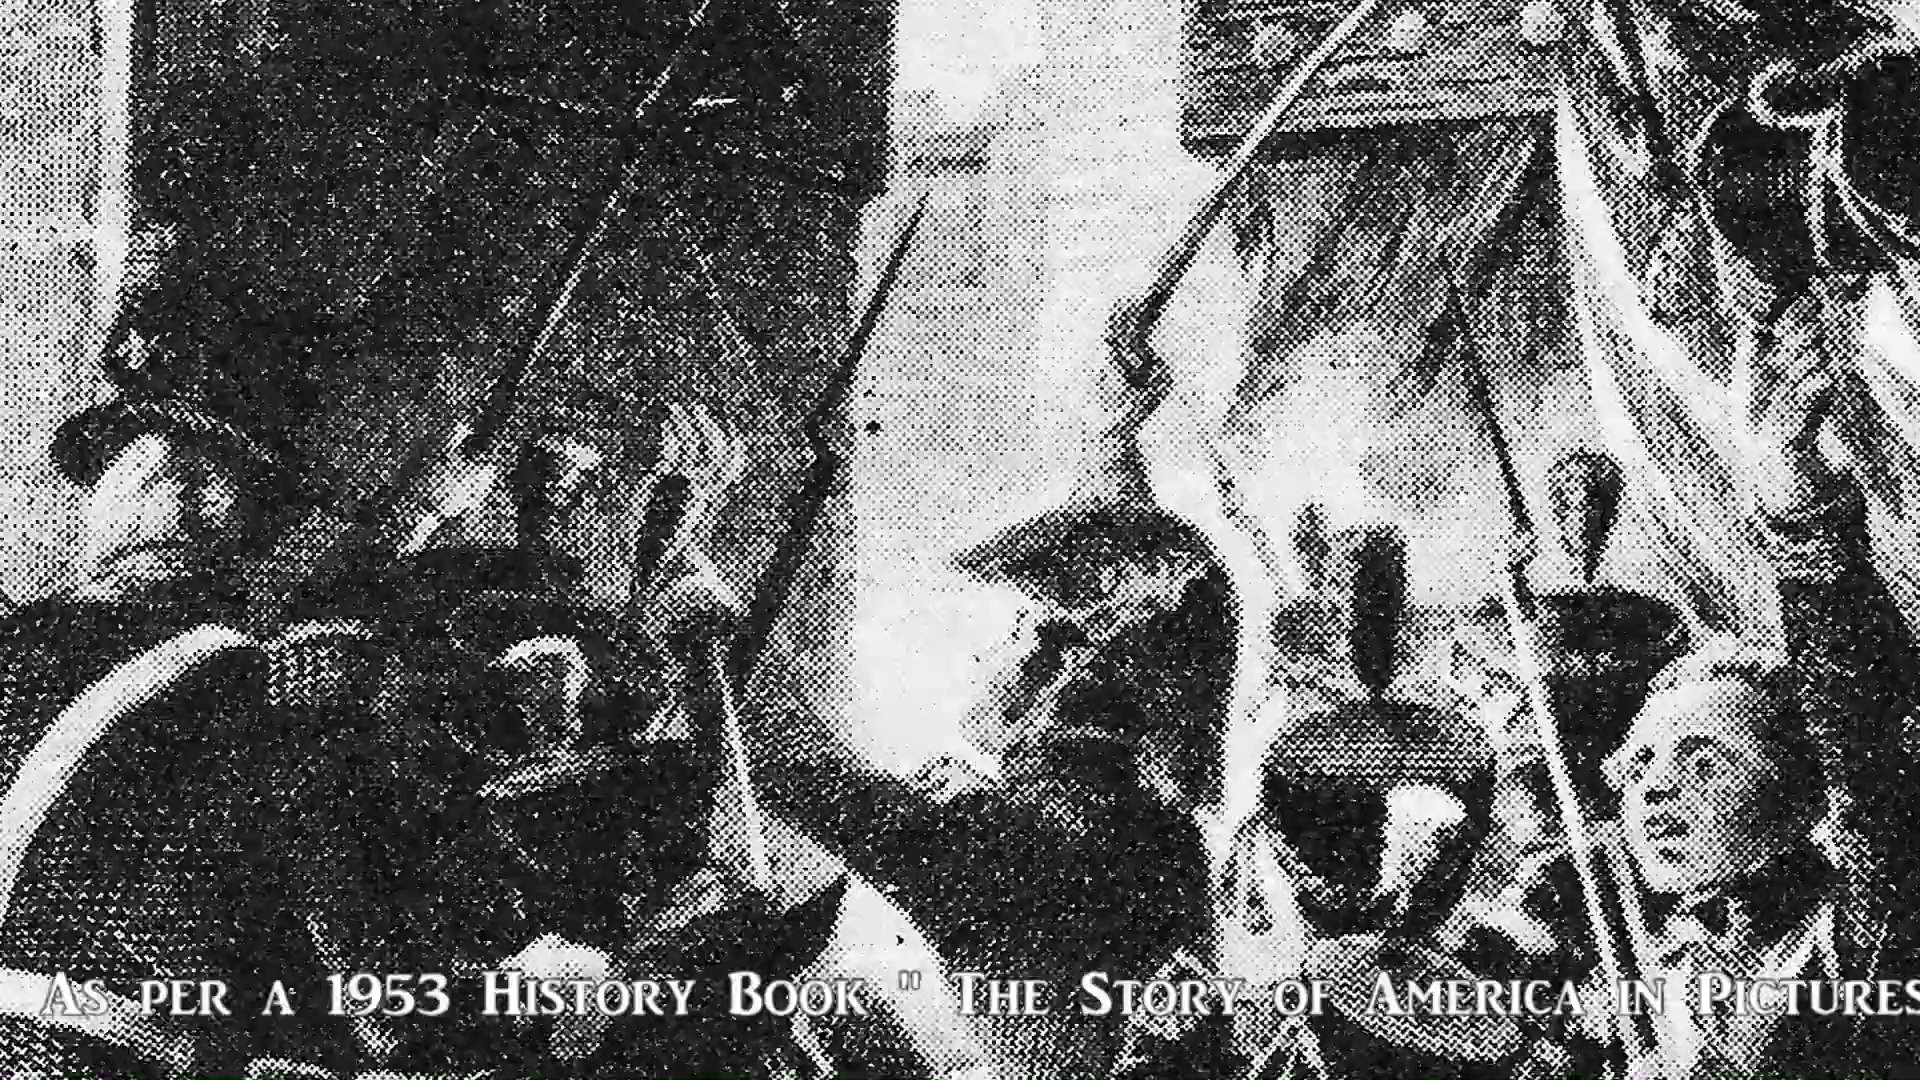 As per a 1953 History Book " The Story of America in Pictures